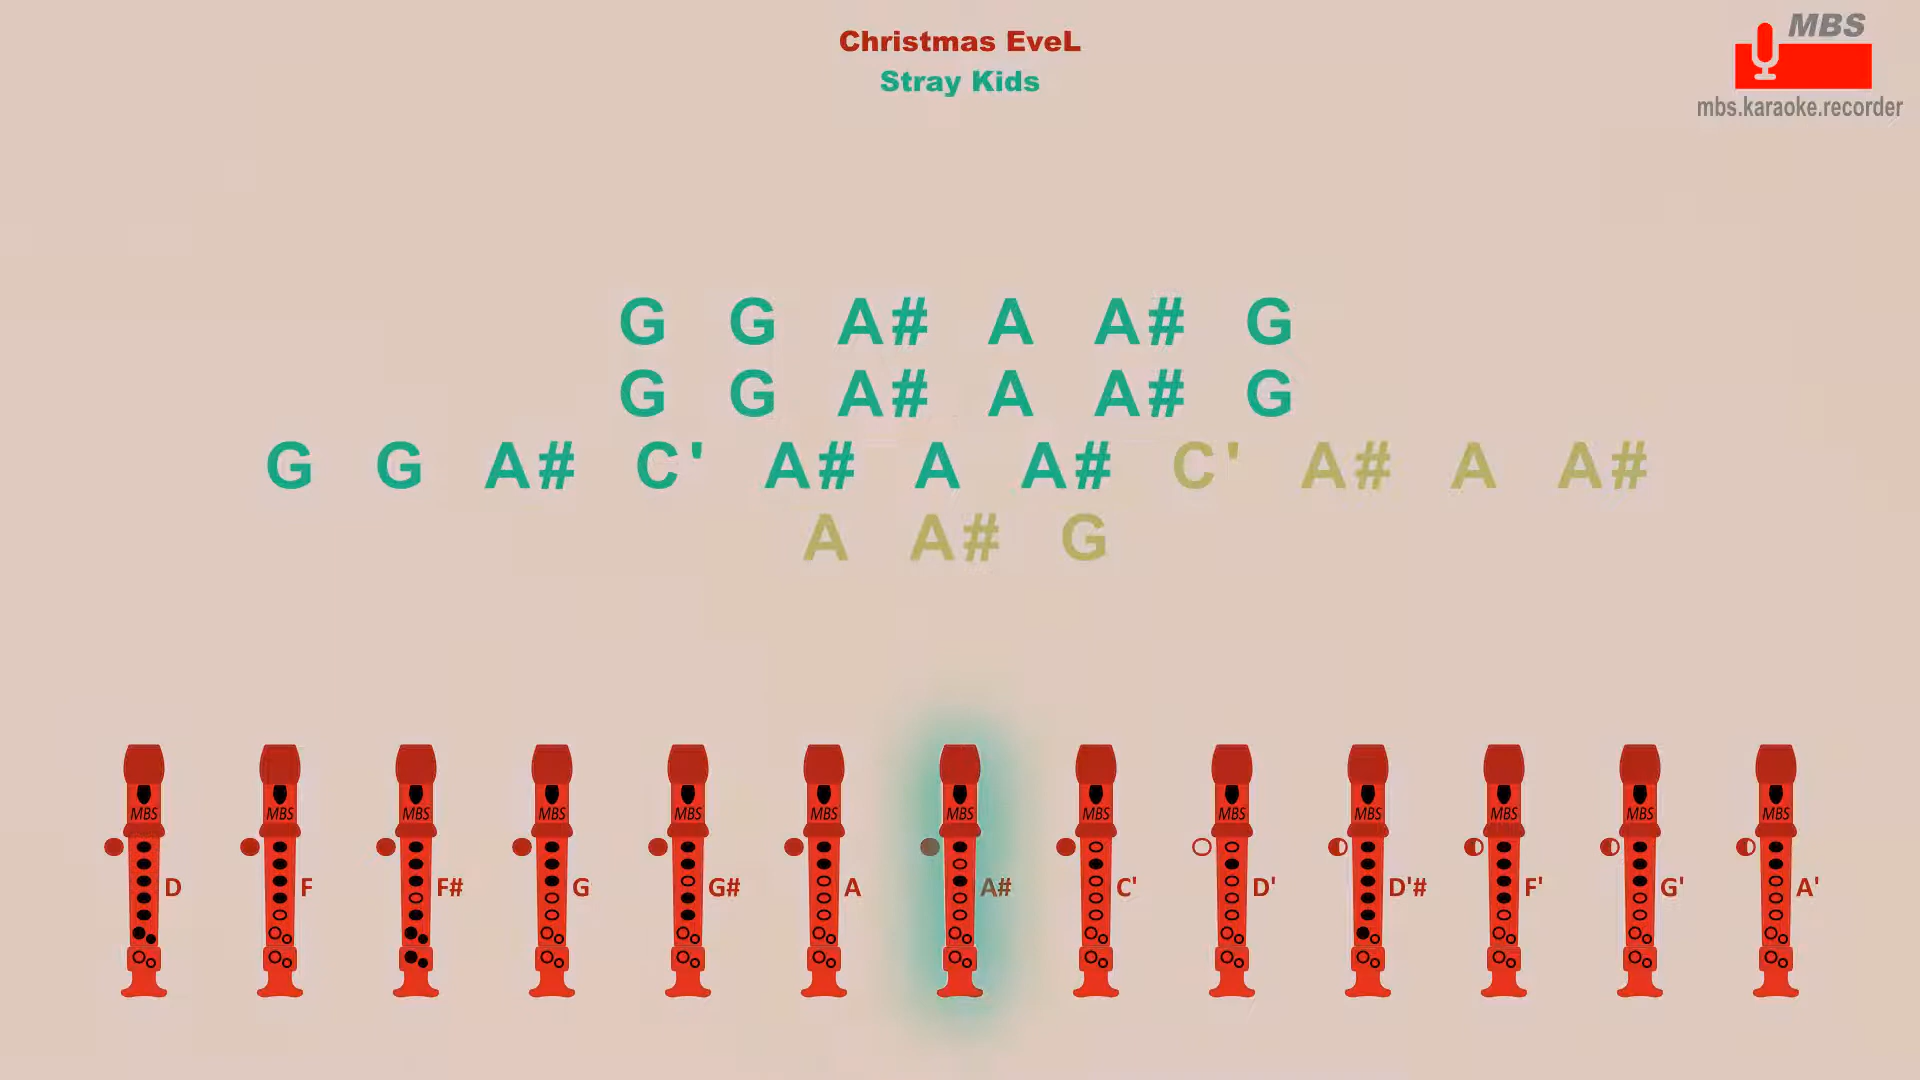 Christmas EveL
Stray Kids
MBS
mbs.karaoke.recorder
G G A# A A# G
G G A# A A# G
G G A# C' A# A A# C' A# A A#
A A# G
MBS MBS MBS MBS MBS MBS MBS MBS MBS MBS MBS MBS MBS
D F F# G G# A A# C' D' D'# F' G' A'